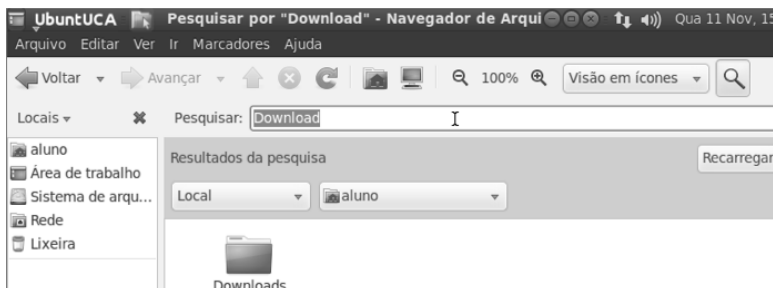 UbuntUCA Pesquisar por "Download" - Navegador de Arqui Qua 11 Nov, 15
Arquivo Editar Ver Ir Marcadores Ajuda
Voltar Avançar 100% Visão em ícones
Locais Pesquisar: Download
aluno
Área de trabalho
Sistema de arqu...
Rede
Lixeira
Resultados da pesquisa Recarregar
Local aluno
Downloads